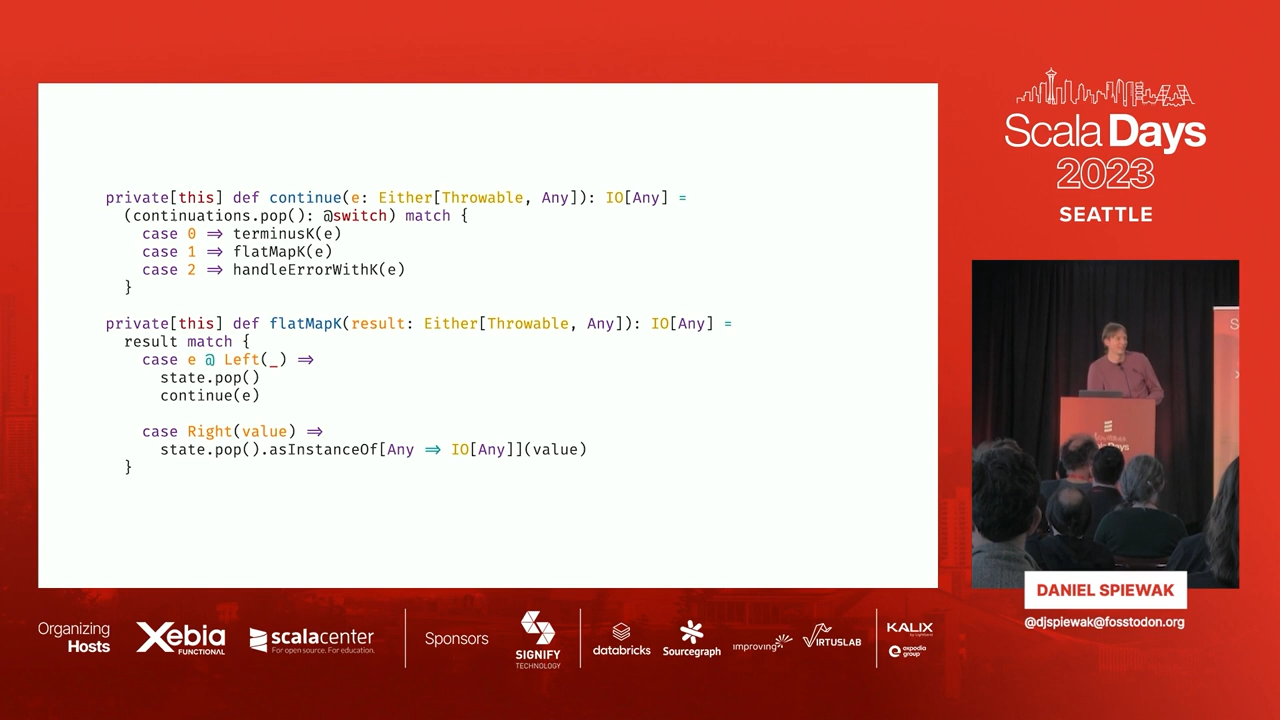 private[this] def continue(e: Either[Throwable, Any]): IO[Any] =
(continuations.pop(): @switch) match {
case 0 ⇒ terminusK(e)
case 1 ⇒ flatMapK(e)
case 2 ⇒ handleErrorWithK(e)
}
private[this] def flatMapK(result: Either[Throwable, Any]): IO[Any] =
result match {
case e @ Left(_) ⇒
state.pop()
continue(e)
case Right(value) ⇒
state.pop().asInstanceOf[Any ⇒ IO[Any]](value)
}
Scala Days
2023
SEATTLE
DANIEL SPIEWAK
@djspiewak@fosstodon.org
Organizing
Hosts
Xebia
FUNCTIONAL
scalacenter
For open source. For education.
Sponsors
SIGNIFY
TECHNOLOGY
databricks
Sourcegraph
improving
VIRTUSLAB
KALIX
by Lightbend
expedia
group